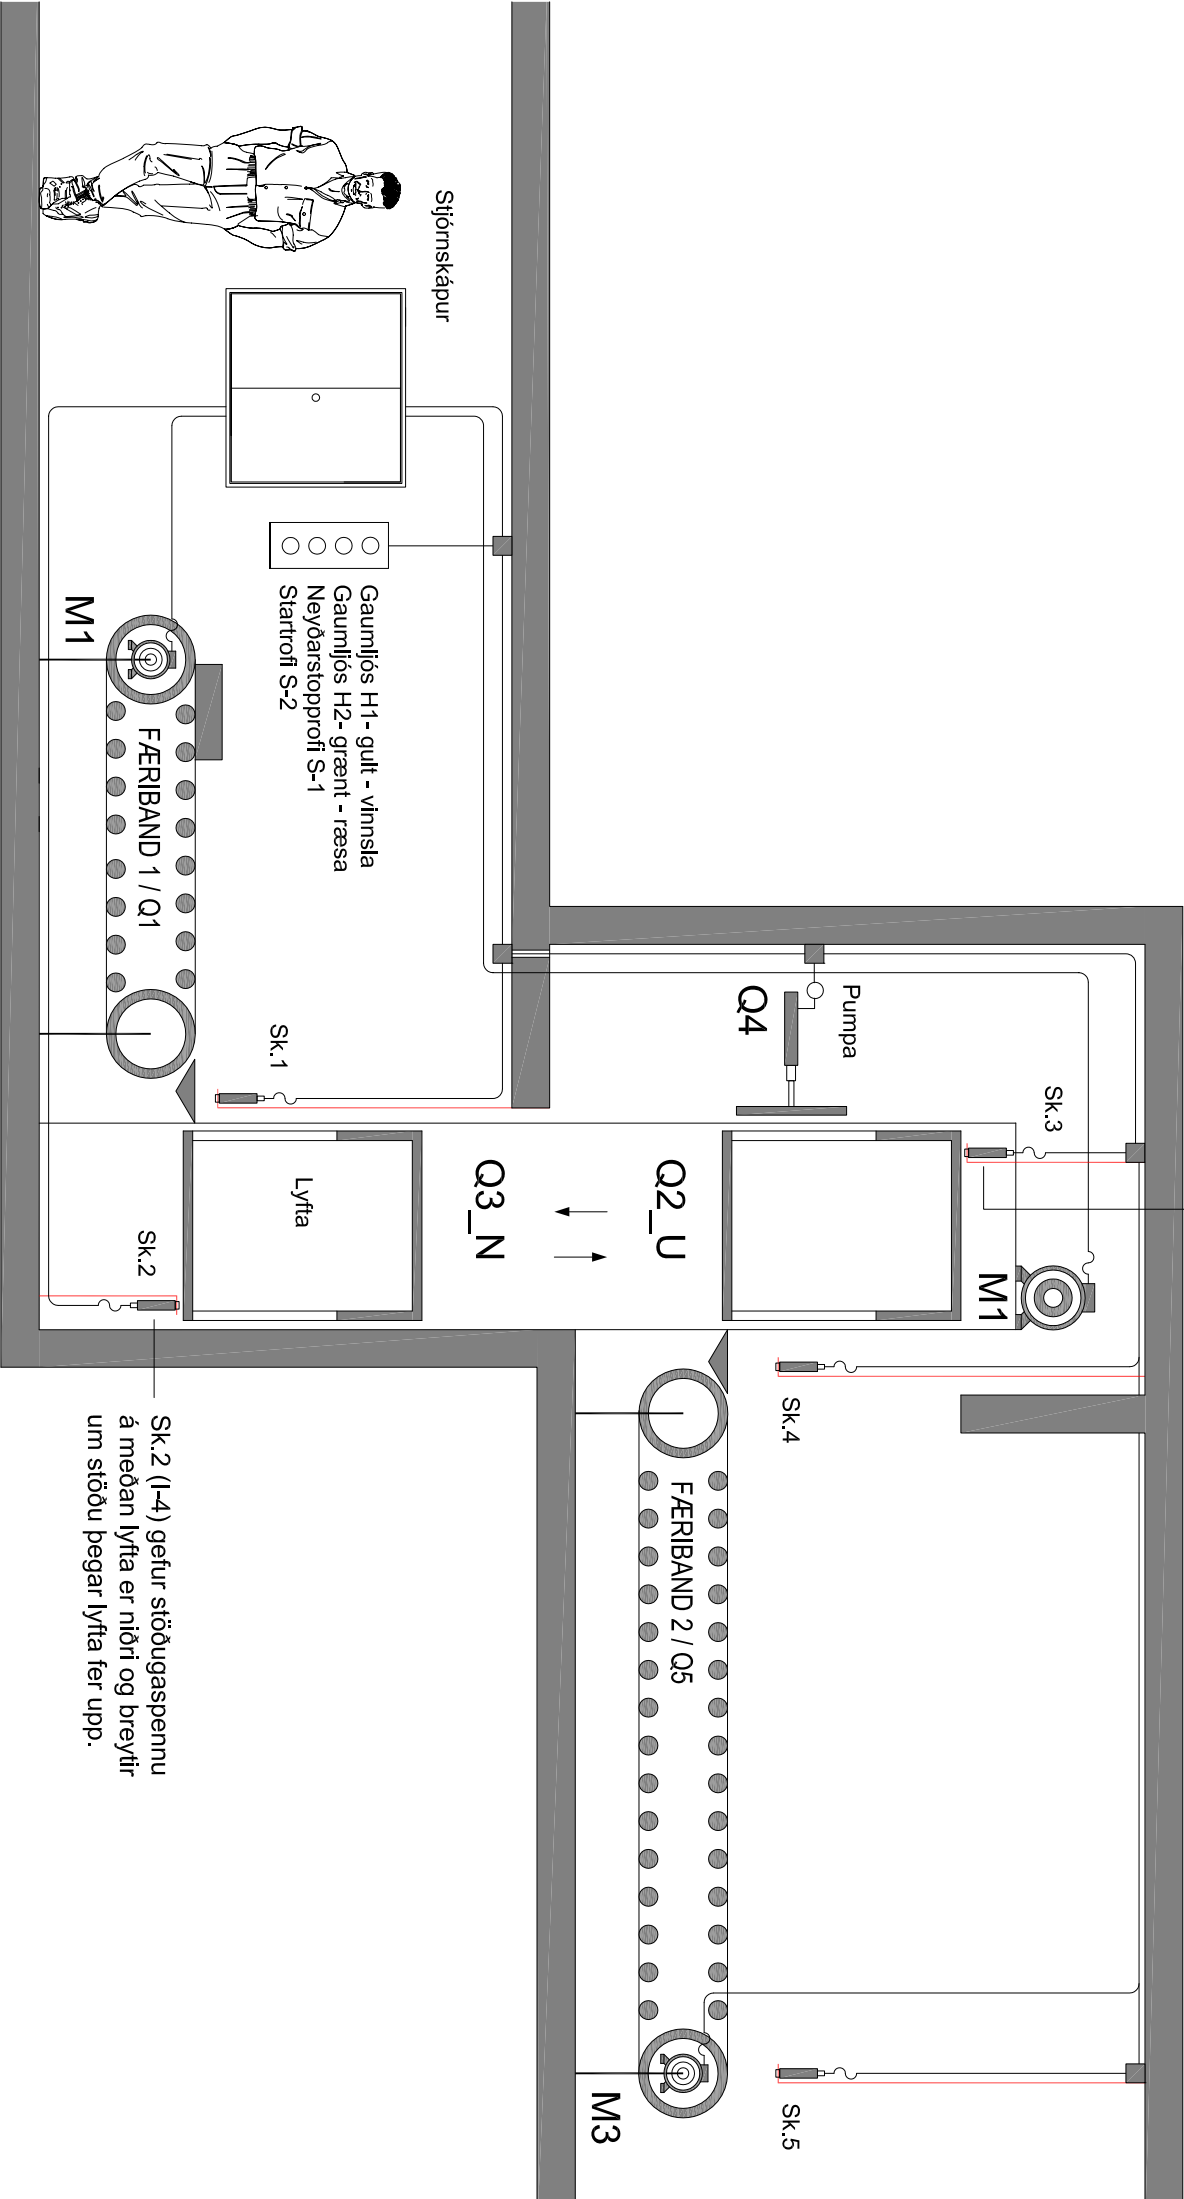 Stjórnskápur
Gaumljós H1- gult - vinnsla
Gaumljós H2- grænt - ræsa
Neyðarstopprofi S-1
Startrofi S-2
M1
FÆRIBAND 1 / Q1
Sk.1
Pumpa
Q4
Sk.3
Q2_U
Q3_N
Lyfta
Sk.2
M1
Sk.4
Sk.2 (I-4) gefur stöðugaspennu
á meðan lyfta er niðri og breytir
um stöðu þegar lyfta fer upp.
FÆRIBAND 2 / Q5
M3
Sk.5